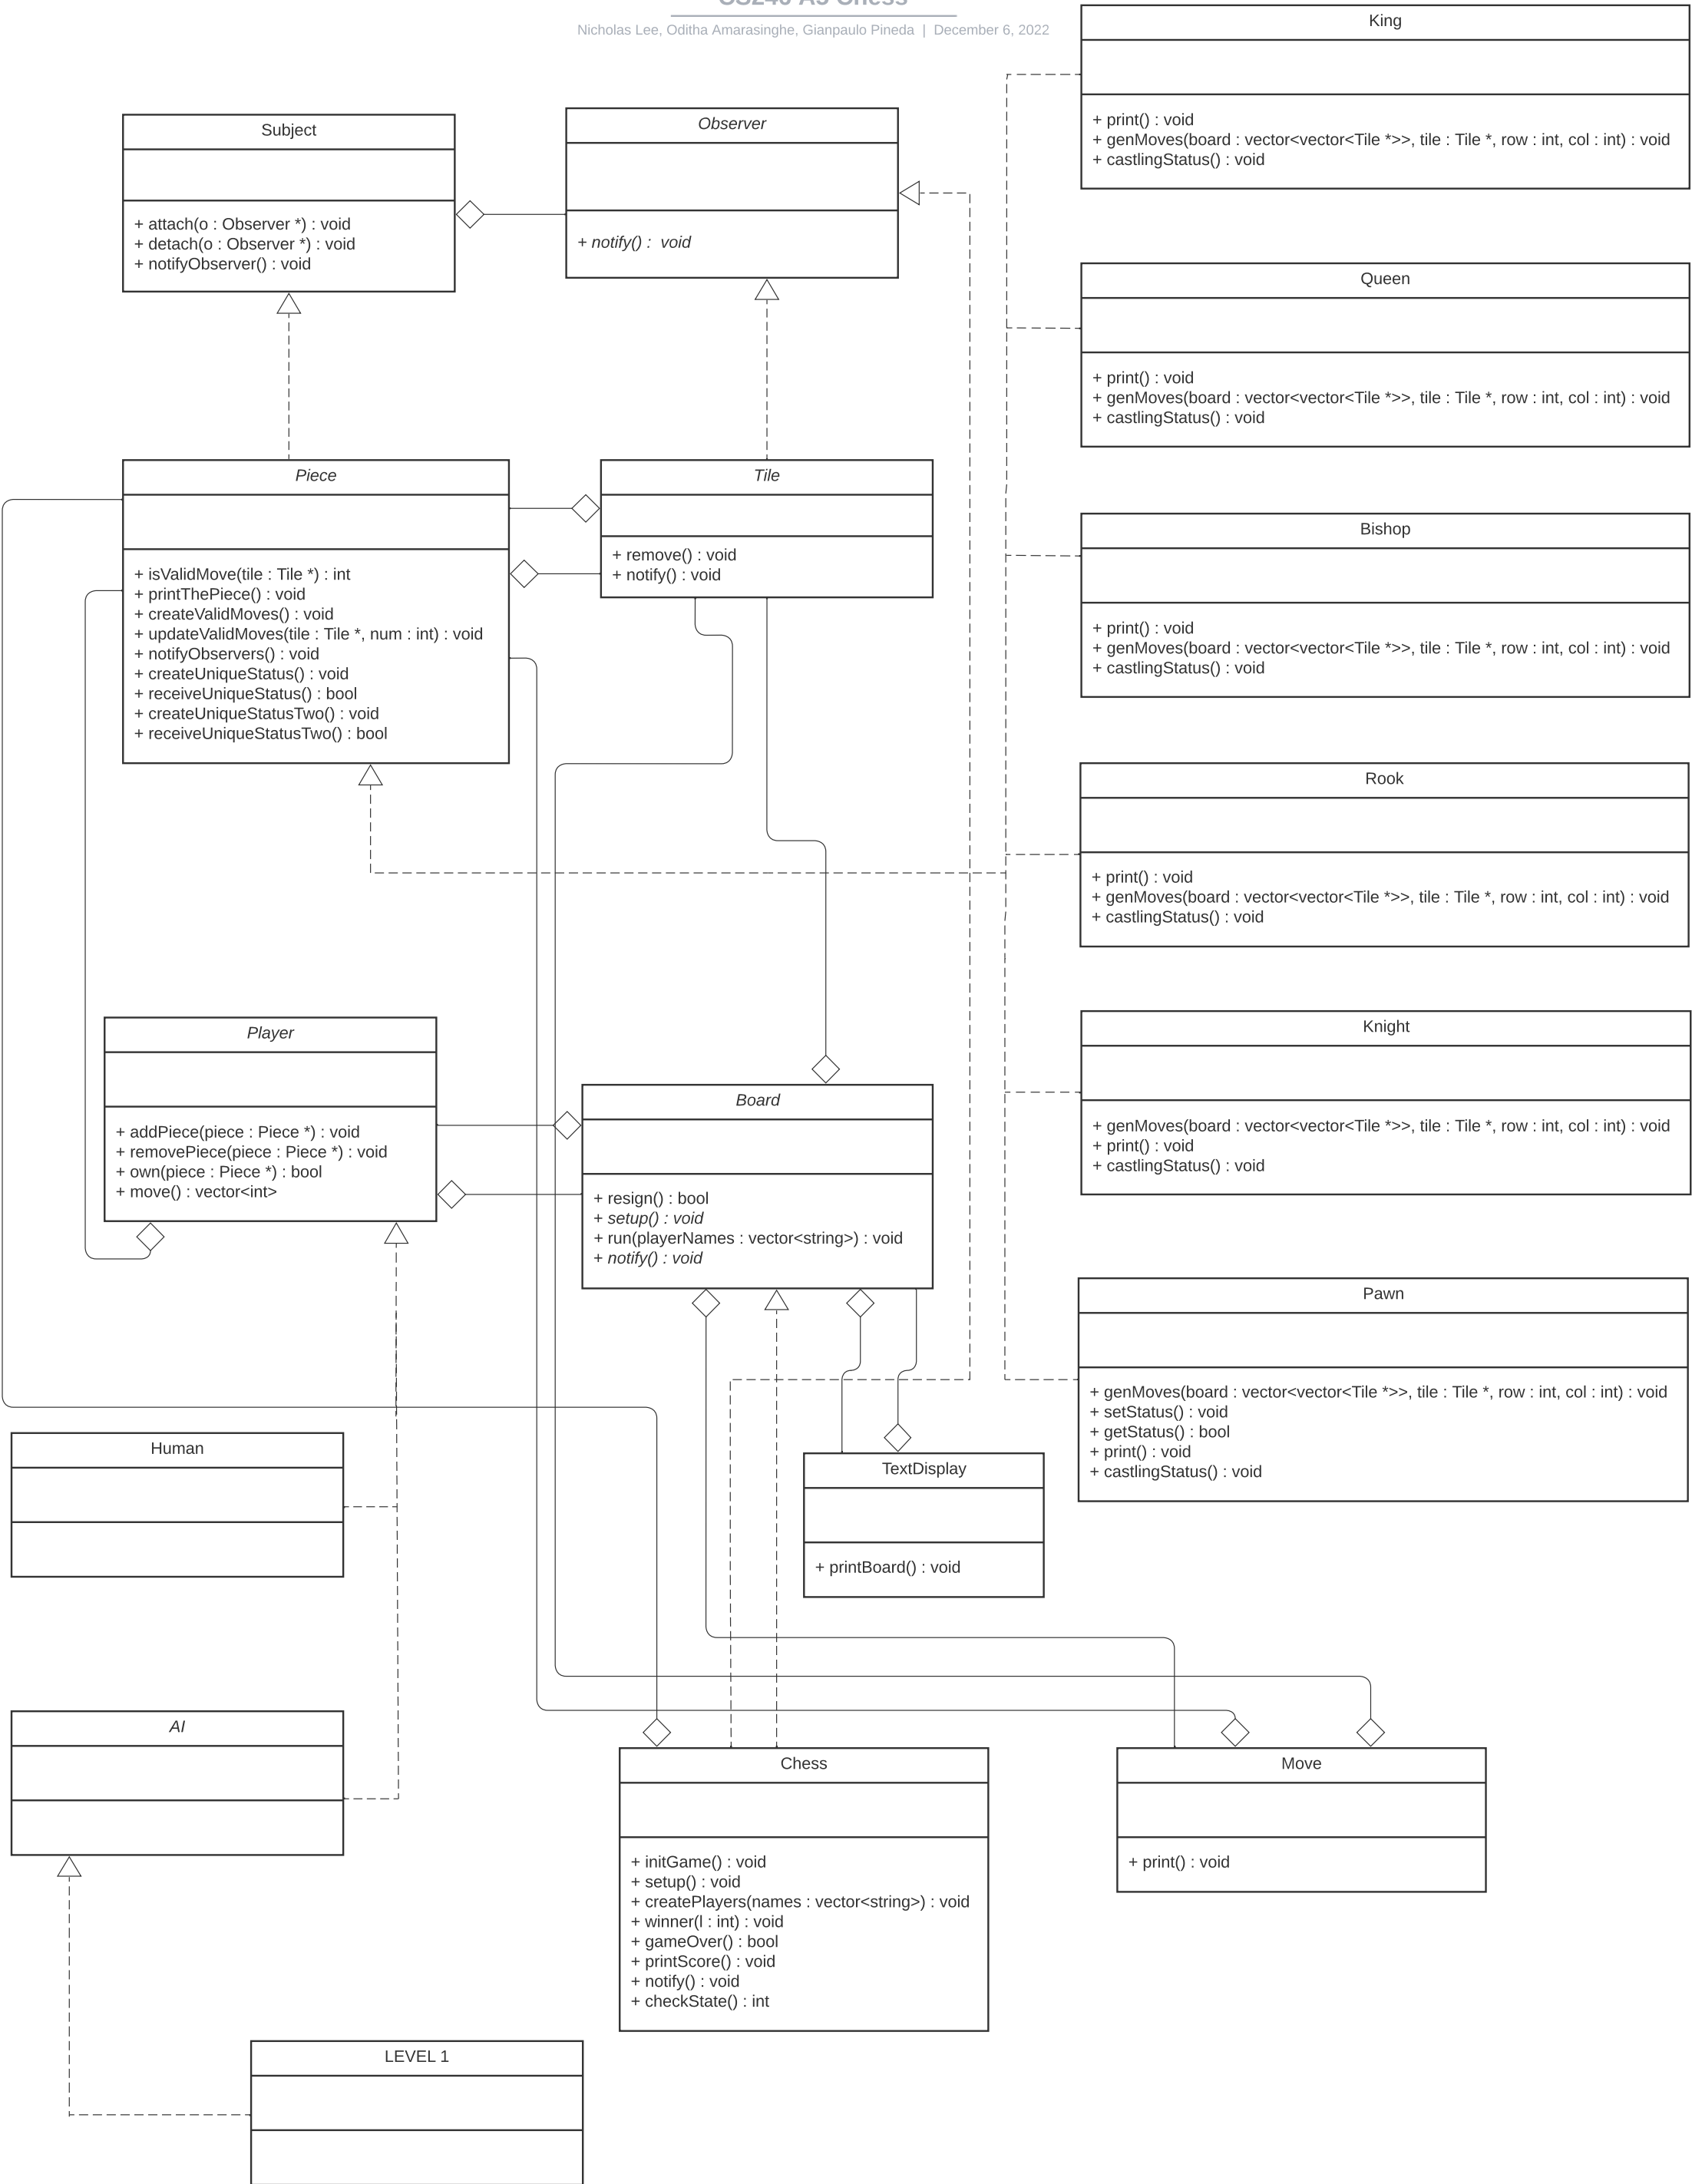 CS246 A5 Chess
Nicholas Lee, Oditha Amarasinghe, Gianpaulo Pineda | December 6, 2022
King
+ print() : void
+ genMoves(board : vector<vector<Tile *>>, tile : Tile *, row : int, col : int) : void
+ castlingStatus() : void
Subject
+ attach(o : Observer *) : void
+ detach(o : Observer *) : void
+ notifyObserver() : void
Observer
+ notify() :  void
Queen
+ print() : void
+ genMoves(board : vector<vector<Tile *>>, tile : Tile *, row : int, col : int) : void
+ castlingStatus() : void
Piece
+ isValidMove(tile : Tile *) : int
+ printThePiece() : void
+ createValidMoves() : void
+ updateValidMoves(tile : Tile *, num : int) : void
+ notifyObservers() : void
+ createUniqueStatus() : void
+ receiveUniqueStatus() : bool
+ createUniqueStatusTwo() : void
+ receiveUniqueStatusTwo() : bool
Tile
+ remove() : void
+ notify() : void
Bishop
+ print() : void
+ genMoves(board : vector<vector<Tile *>>, tile : Tile *, row : int, col : int) : void
+ castlingStatus() : void
Rook
+ print() : void
+ genMoves(board : vector<vector<Tile *>>, tile : Tile *, row : int, col : int) : void
+ castlingStatus() : void
Player
+ addPiece(piece : Piece *) : void
+ removePiece(piece : Piece *) : void
+ own(piece : Piece *) : bool
+ move() : vector<int>
Board
+ resign() : bool
+ setup() : void
+ run(playerNames : vector<string>) : void
+ notify() : void
Knight
+ genMoves(board : vector<vector<Tile *>>, tile : Tile *, row : int, col : int) : void
+ print() : void
+ castlingStatus() : void
Pawn
+ genMoves(board : vector<vector<Tile *>>, tile : Tile *, row : int, col : int) : void
+ setStatus() : void
+ getStatus() : bool
+ print() : void
+ castlingStatus() : void
Human
TextDisplay
+ printBoard() : void
AI
Chess
+ initGame() : void
+ setup() : void
+ createPlayers(names : vector<string>) : void
+ winner(l : int) : void
+ gameOver() : bool
+ printScore() : void
+ notify() : void
+ checkState() : int
Move
+ print() : void
LEVEL 1